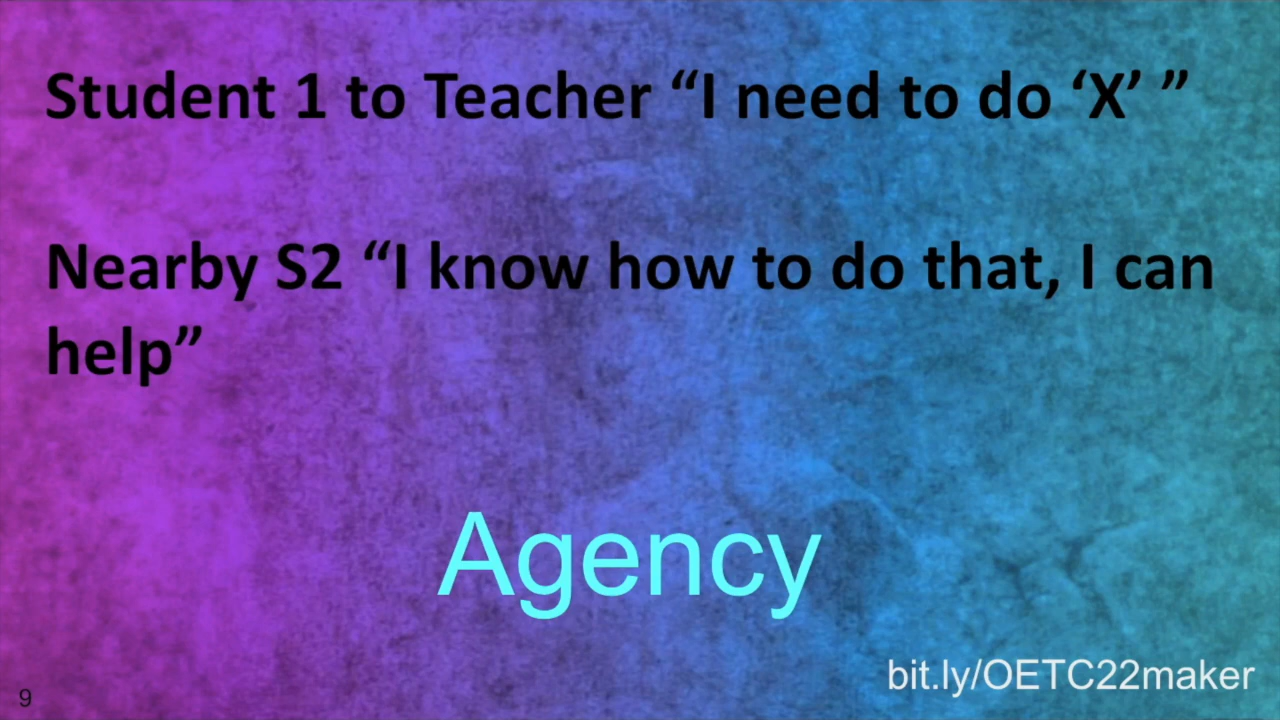 Student 1 to Teacher “I need to do ‘X’ ”
Nearby S2 “I know how to do that, I can
help”
Agency
bit.ly/OETC22maker
9